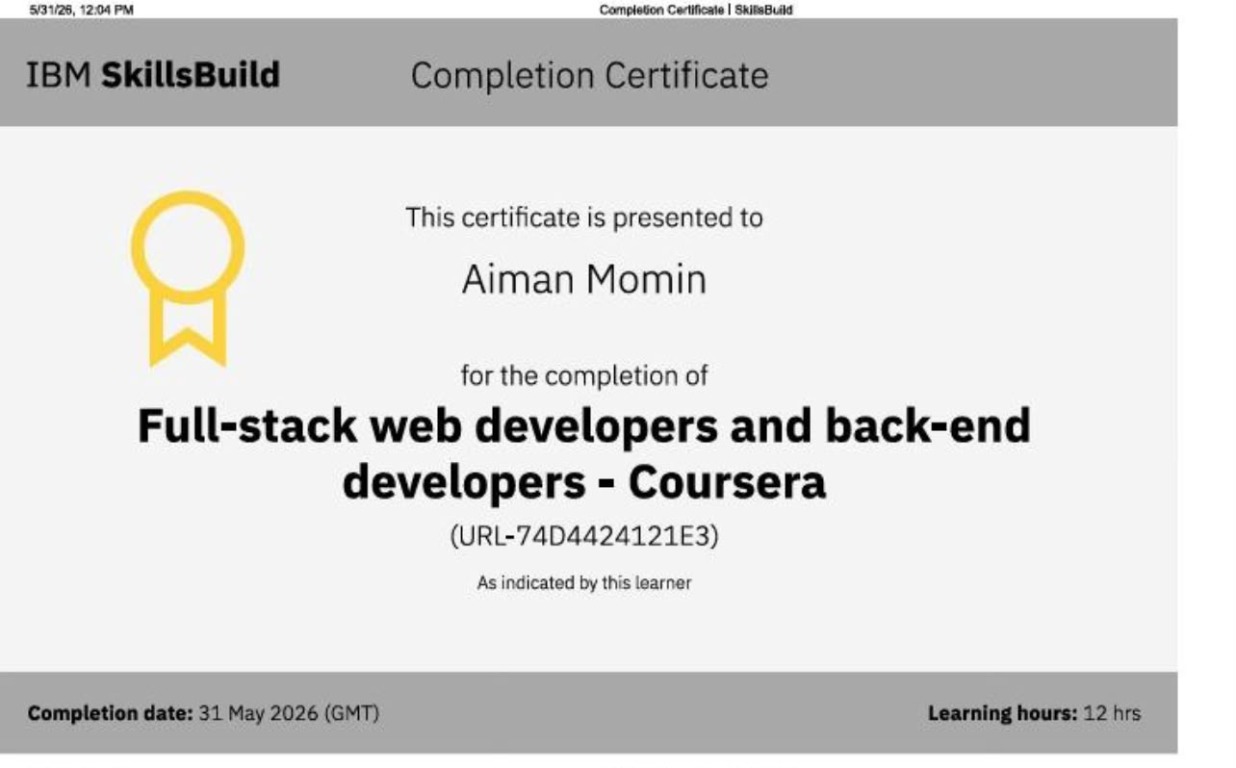 5/31/26, 12:04 PM Completion Certificate | SkillsBuild
IBM SkillsBuild Completion Certificate
This certificate is presented to
Aiman Momin
for the completion of
Full-stack web developers and back-end
developers - Coursera
(URL-74D4424121E3)
As indicated by this learner
Completion date: 31 May 2026 (GMT) Learning hours: 12 hrs